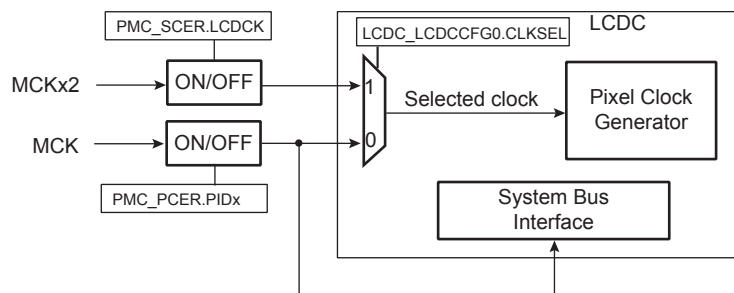 PMC_SCER.LCDCK
LCDC_LCDCCFG0.CLKSEL
LCDC
MCKx2
ON/OFF
1
Selected clock
Pixel Clock
Generator
MCK
ON/OFF
0
PMC_PCER.PIDx
System Bus
Interface